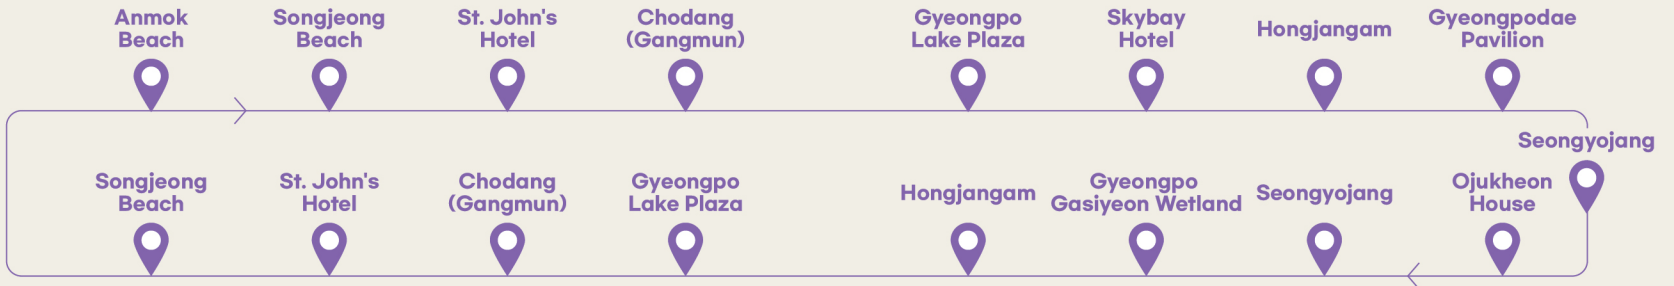 Anmok
Beach
Songjeong
Beach
St. John's
Hotel
Chodang
(Gangmun)
Gyeongpo
Lake Plaza
Skybay
Hotel
Hongjangam
Gyeongpodae
Pavilion
Seongyojang
Songjeong
Beach
St. John's
Hotel
Chodang
(Gangmun)
Gyeongpo
Lake Plaza
Hongjangam
Gyeongpo
Gasiyeon Wetland
Seongyojang
Ojukheon
House